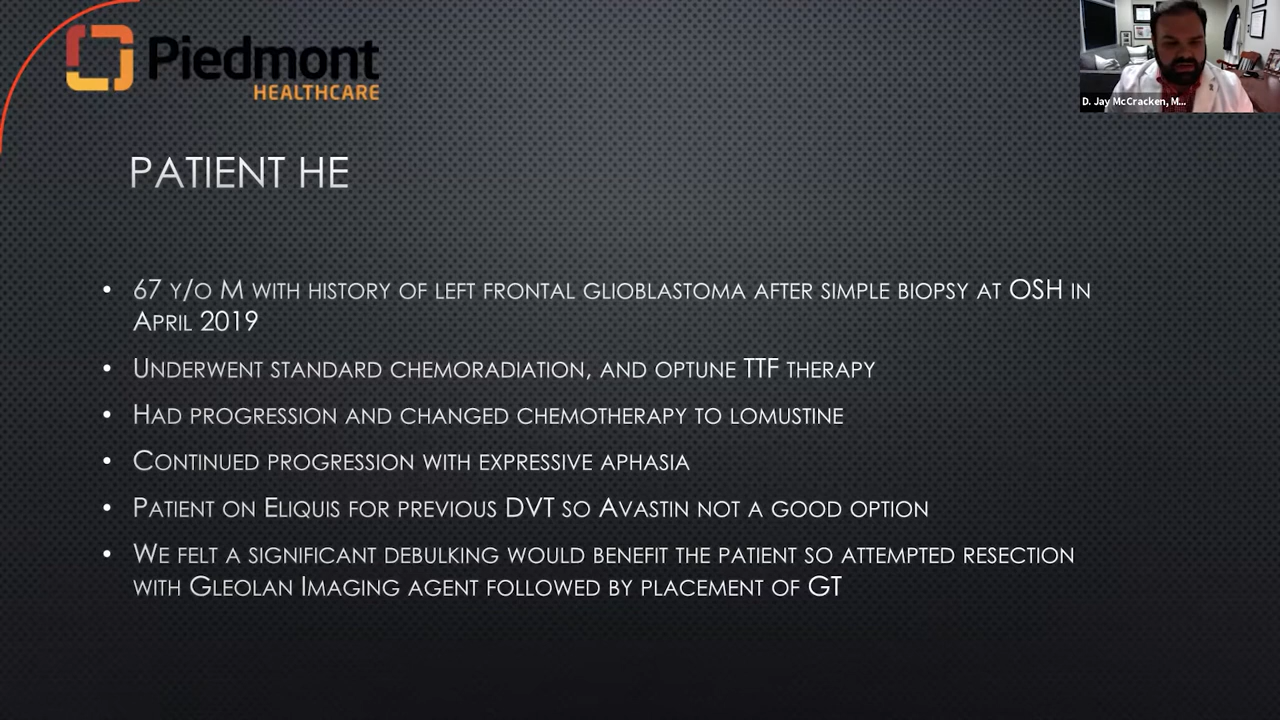 Piedmont
HEALTHCARE
D. Jay McCracken, M...
PATIENT HE
• 67 Y/O M WITH HISTORY OF LEFT FRONTAL GLIOBLASTOMA AFTER SIMPLE BIOPSY AT OSH IN
APRIL 2019
• UNDERWENT STANDARD CHEMORADIATION, AND OPTUNE TTF THERAPY
• HAD PROGRESSION AND CHANGED CHEMOTHERAPY TO LOMUSTINE
• CONTINUED PROGRESSION WITH EXPRESSIVE APHASIA
• PATIENT ON ELIQUIS FOR PREVIOUS DVT SO AVASTIN NOT A GOOD OPTION
• WE FELT A SIGNIFICANT DEBULKING WOULD BENEFIT THE PATIENT SO ATTEMPTED RESECTION
WITH GLEOLAN IMAGING AGENT FOLLOWED BY PLACEMENT OF GT